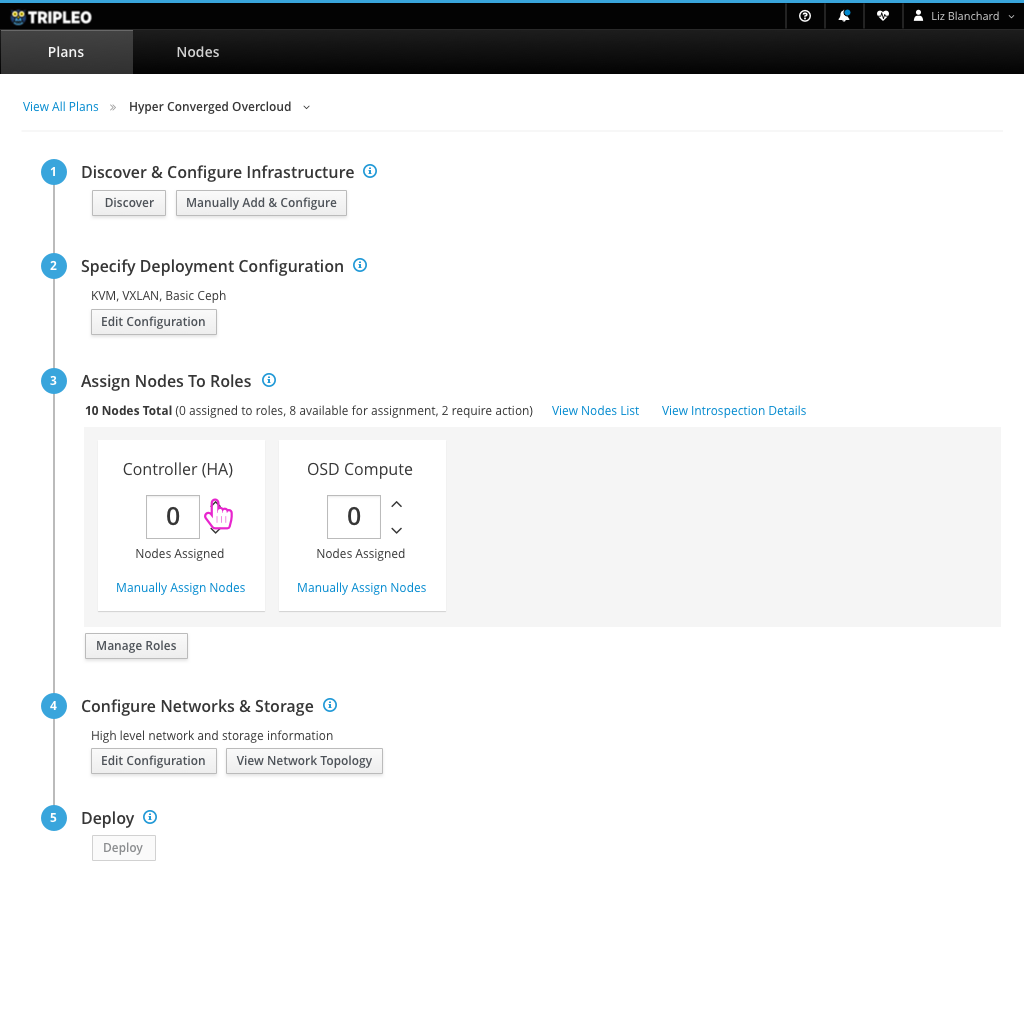 TRIPLEO
Liz Blanchard
Plans Nodes
View All Plans » Hyper Converged Overcloud
1 Discover & Configure Infrastructure
Discover Manually Add & Configure
2 Specify Deployment Configuration
KVM, VXLAN, Basic Ceph
Edit Configuration
3 Assign Nodes To Roles
10 Nodes Total (0 assigned to roles, 8 available for assignment, 2 require action) View Nodes List View Introspection Details
Controller (HA) OSD Compute
0 0
Nodes Assigned Nodes Assigned
Manually Assign Nodes Manually Assign Nodes
Manage Roles
4 Configure Networks & Storage
High level network and storage information
Edit Configuration View Network Topology
5 Deploy
Deploy